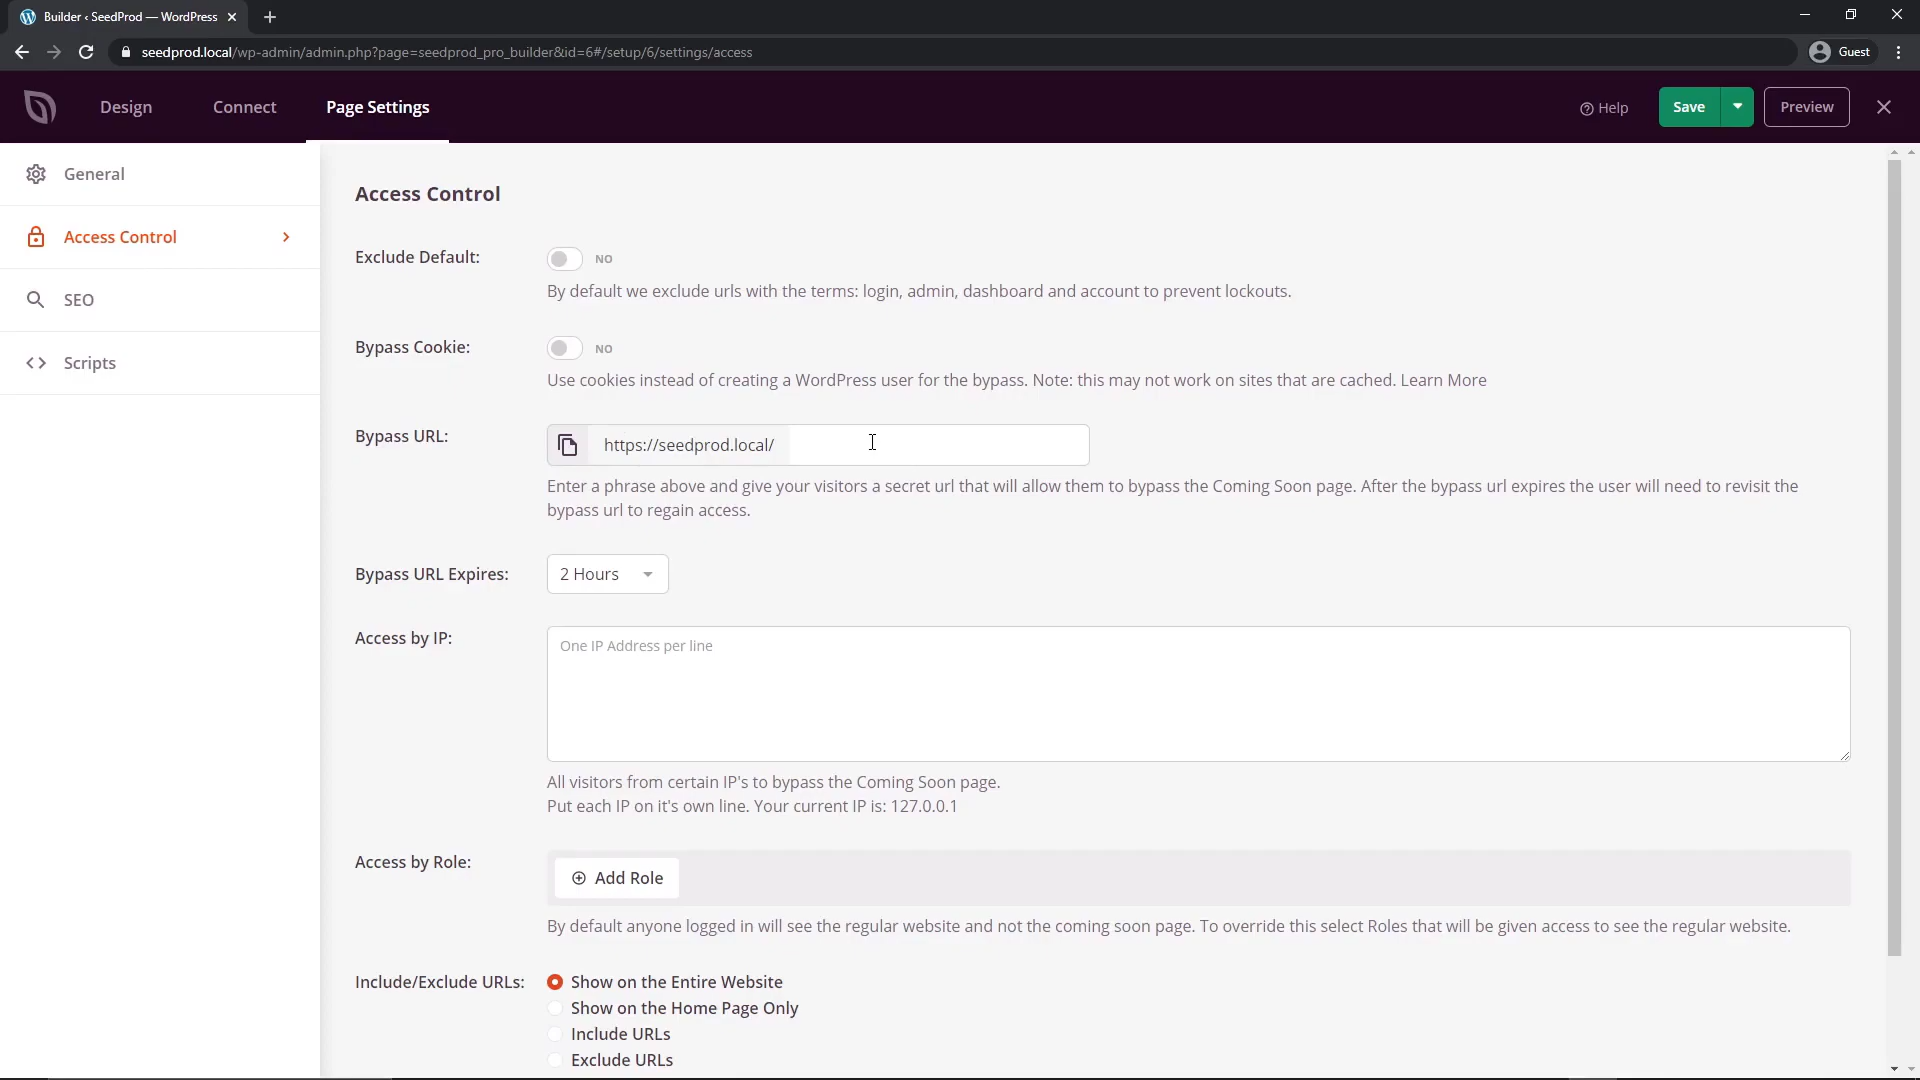 Builder ‹ SeedProd — WordPress
seedprod.local/wp-admin/admin.php?page=seedprod_pro_builder&id=6#/setup/6/settings/access
Guest
Design
Connect
Page Settings
Help
Save
Preview
General
Access Control
SEO
Scripts
Access Control
Exclude Default:
NO
By default we exclude urls with the terms: login, admin, dashboard and account to prevent lockouts.
Bypass Cookie:
NO
Use cookies instead of creating a WordPress user for the bypass. Note: this may not work on sites that are cached. Learn More
Bypass URL:
https://seedprod.local/
Enter a phrase above and give your visitors a secret url that will allow them to bypass the Coming Soon page. After the bypass url expires the user will need to revisit the
bypass url to regain access.
Bypass URL Expires:
2 Hours
Access by IP:
One IP Address per line
All visitors from certain IP's to bypass the Coming Soon page.
Put each IP on it's own line. Your current IP is: 127.0.0.1
Access by Role:
Add Role
By default anyone logged in will see the regular website and not the coming soon page. To override this select Roles that will be given access to see the regular website.
Include/Exclude URLs:
Show on the Entire Website
Show on the Home Page Only
Include URLs
Exclude URLs